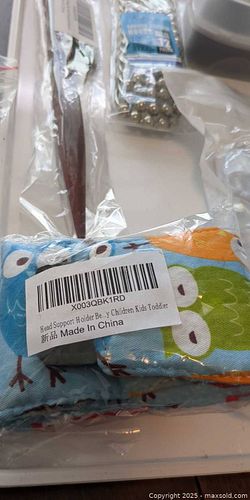 X003QBK1RD
Head Support Holder Be...y Children Kids Toddler
新品 Made In China
Copyright 2025 - maxsold.com